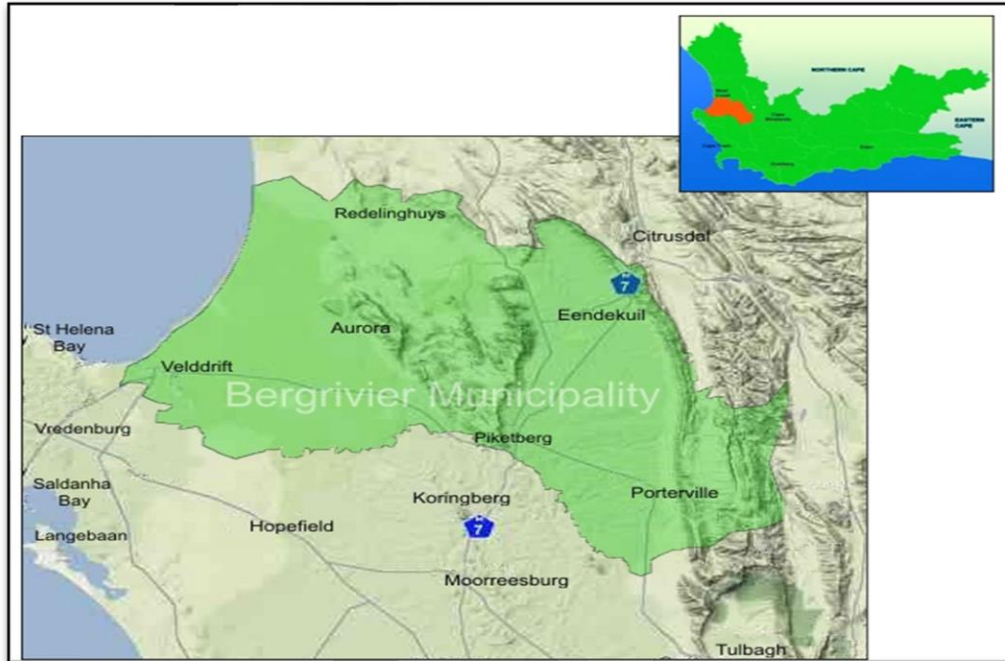 NORTHERN CAPE
EASTERN
CAPE
Redelinghuys
Citrusdal
7
Eendekuil
St Helena
Bay
Aurora
Velddrift
Bergrivier Municipality
Vredenburg
Piketberg
Saldanha
Bay
Koringberg
Porterville
Hopefield
7
Langebaan
Moorreesburg
Tulbagh